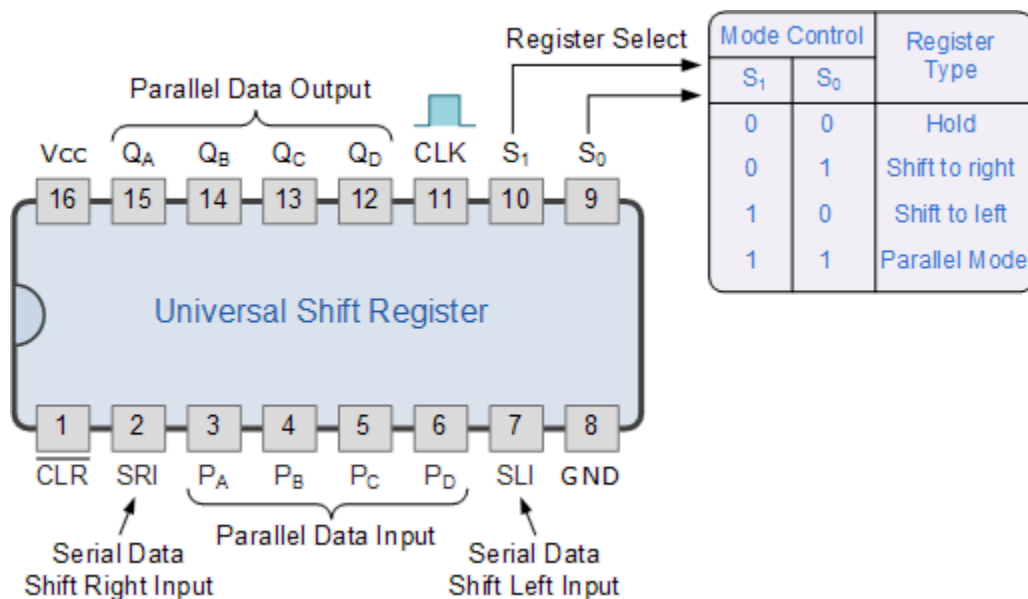 Register Select
Mode Control Register Type
S1 S0
0 0 Hold
0 1 Shift to right
1 0 Shift to left
1 1 Parallel Mode
Parallel Data Output
Vcc QA QB QC QD CLK S1 S0
16 15 14 13 12 11 10 9
Universal Shift Register
1 2 3 4 5 6 7 8
C̅L̅R̅ SRI PA PB PC PD SLI GND
Parallel Data Input
Serial Data
Shift Right Input
Serial Data
Shift Left Input